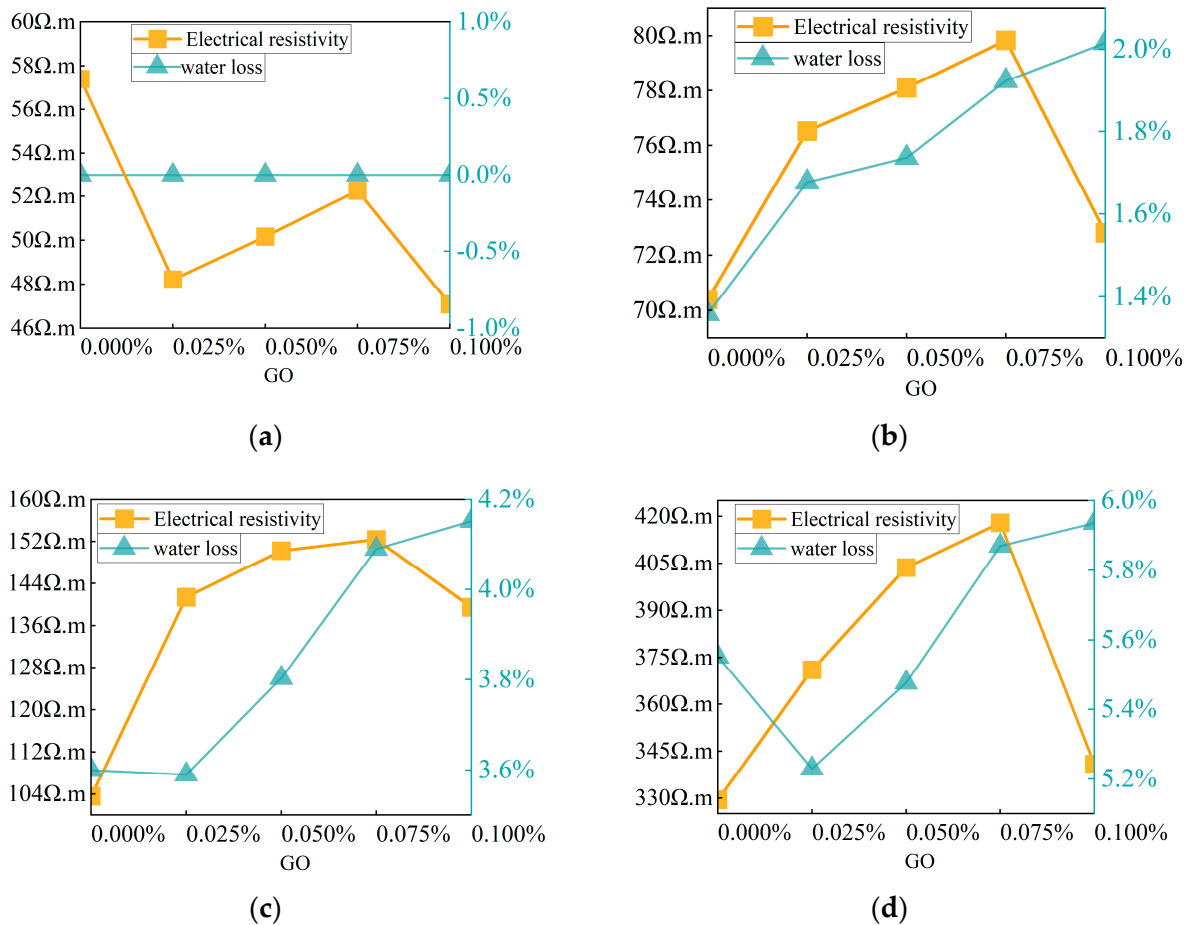 Electrical resistivity
water loss
60Ω.m
58Ω.m
56Ω.m
54Ω.m
52Ω.m
50Ω.m
48Ω.m
46Ω.m
1.0%
0.5%
0.0%
-0.5%
-1.0%
0.000% 0.025% 0.050% 0.075% 0.100%
GO
(a)
Electrical resistivity
water loss
80Ω.m
78Ω.m
76Ω.m
74Ω.m
72Ω.m
70Ω.m
2.0%
1.8%
1.6%
1.4%
0.000% 0.025% 0.050% 0.075% 0.100%
GO
(b)
Electrical resistivity
water loss
160Ω.m
152Ω.m
144Ω.m
136Ω.m
128Ω.m
120Ω.m
112Ω.m
104Ω.m
4.2%
4.0%
3.8%
3.6%
0.000% 0.025% 0.050% 0.075% 0.100%
GO
(c)
Electrical resistivity
water loss
420Ω.m
405Ω.m
390Ω.m
375Ω.m
360Ω.m
345Ω.m
330Ω.m
6.0%
5.8%
5.6%
5.4%
5.2%
0.000% 0.025% 0.050% 0.075% 0.100%
GO
(d)